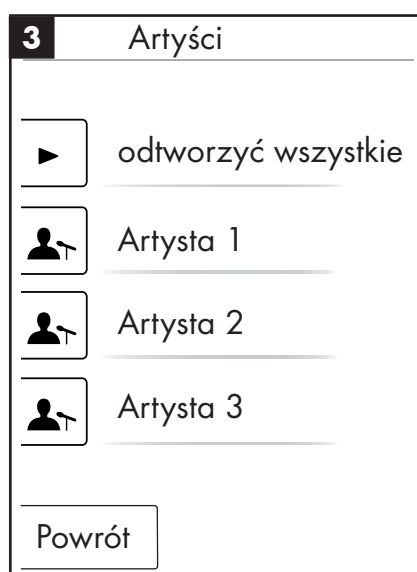 3 Artyści
odtworzyć wszystkie
Artysta 1
Artysta 2
Artysta 3
Powrót